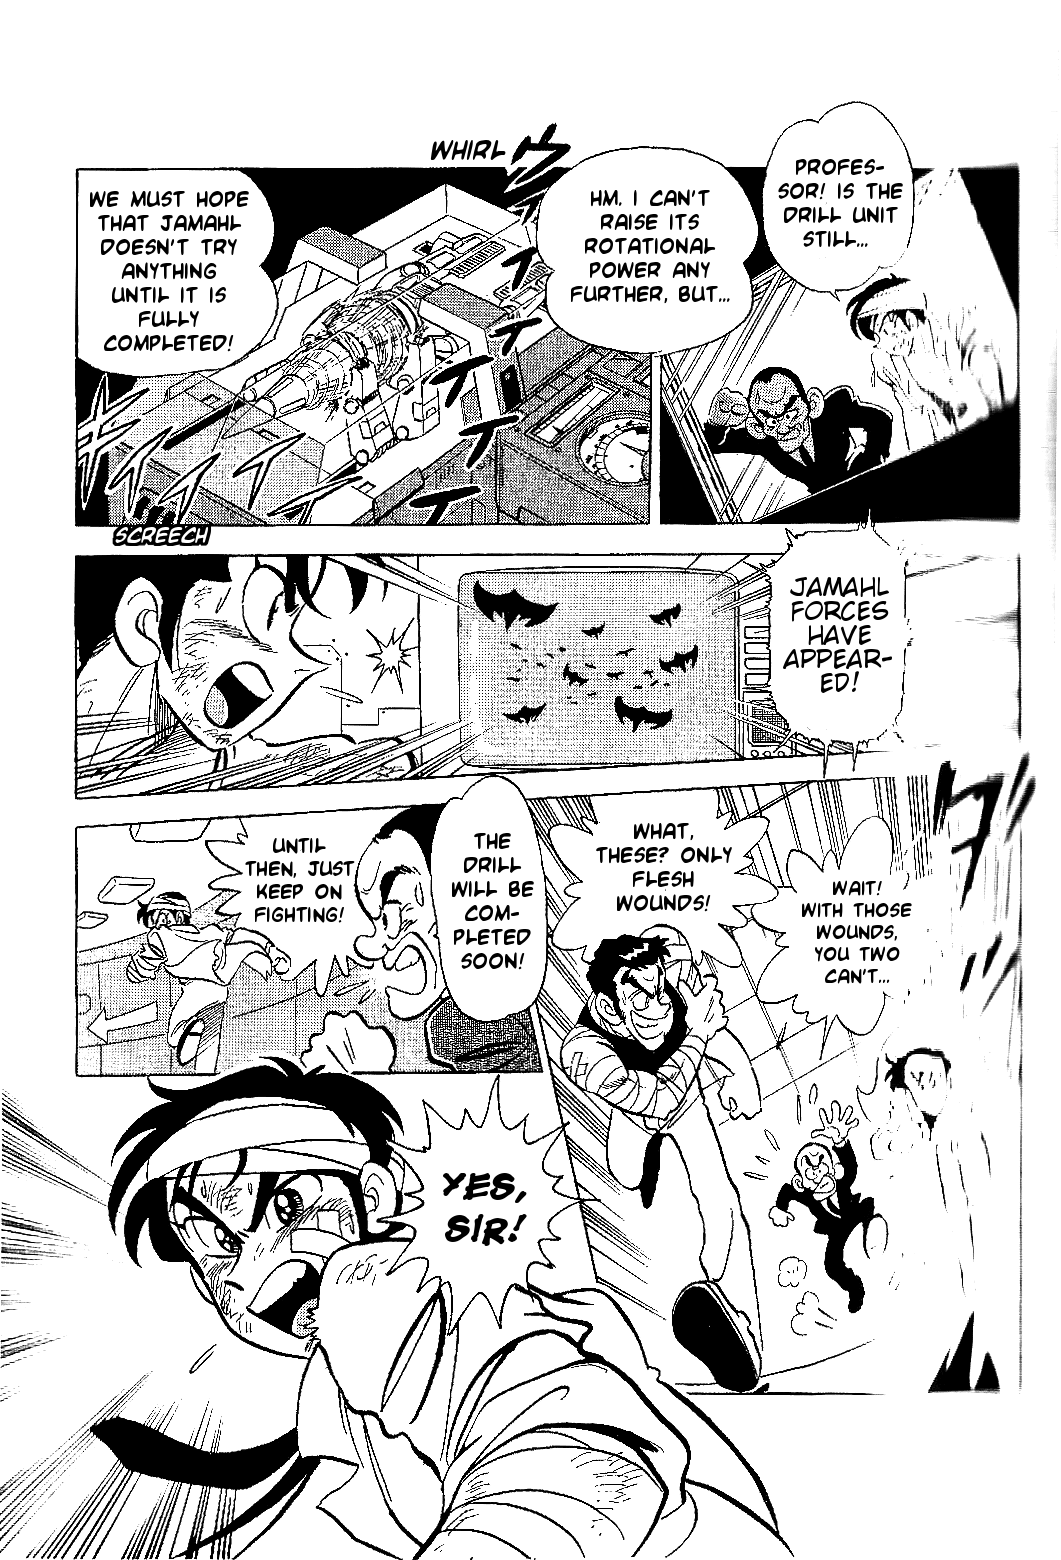 PROFES-
SOR! IS THE
DRILL UNIT
STILL...
HM. I CAN'T
RAISE ITS
ROTATIONAL
POWER ANY
FURTHER, BUT...
WHIRL ウ
WE MUST HOPE
THAT JAMAHL
DOESN'T TRY
ANYTHING
UNTIL IT IS
FULLY
COMPLETED!
SCREECH
JAMAHL
FORCES
HAVE
APPEAR-
ED!
WAIT!
WITH THOSE
WOUNDS,
YOU TWO
CAN'T...
WHAT,
THESE? ONLY
FLESH
WOUNDS!
THE
DRILL
WILL BE
COM-
PLETED
SOON!
UNTIL
THEN, JUST
KEEP ON
FIGHTING!
YES,
SIR!